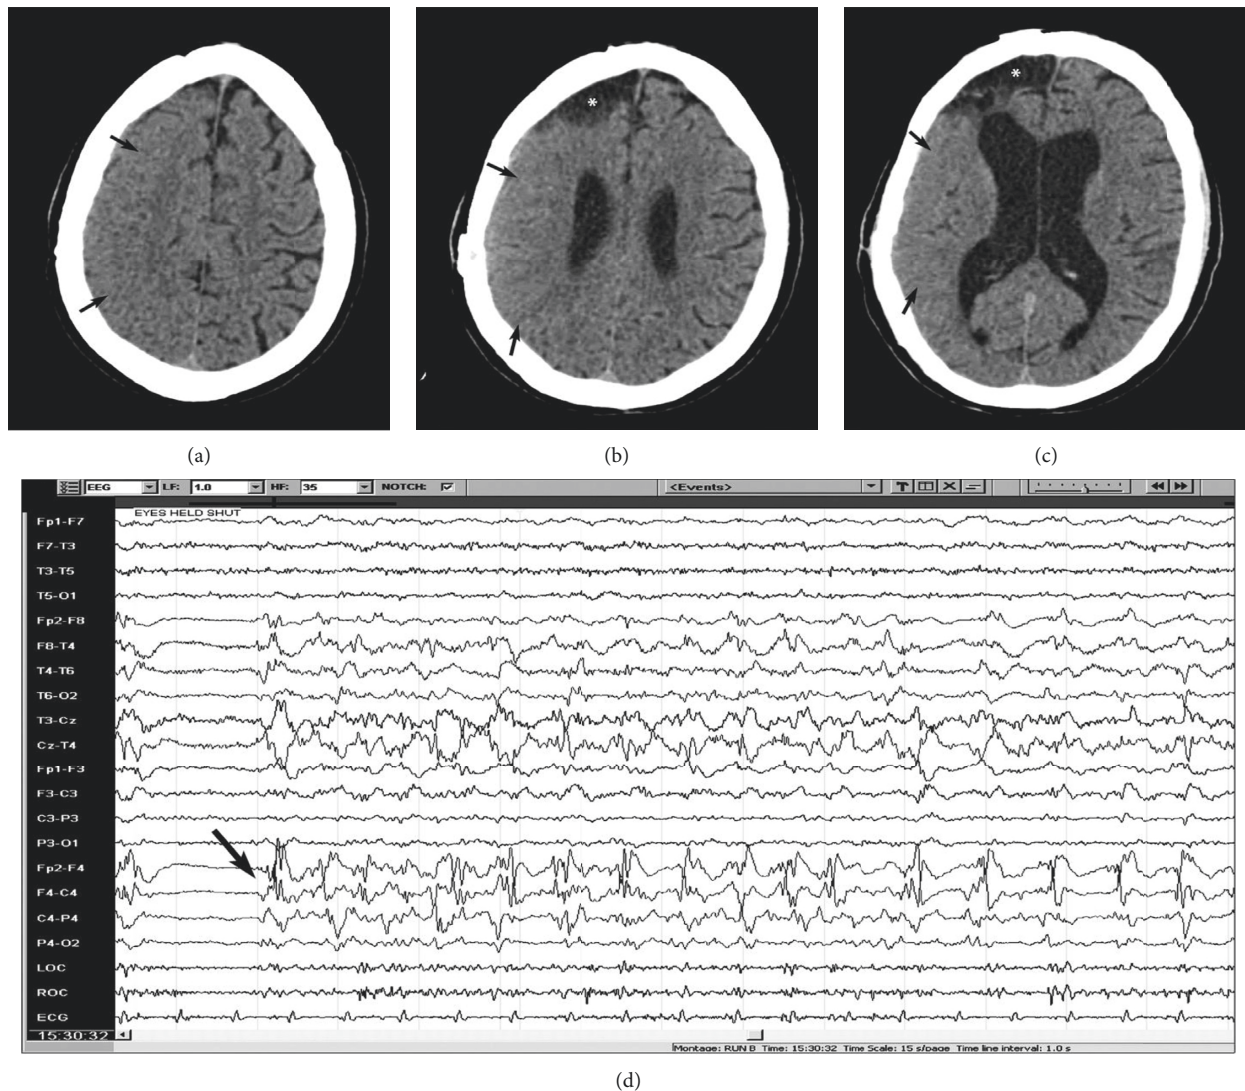 *
*
(a)
(b)
(c)
EEG LF: 1.0 HF: 35 NOTCH: <Events>
EYES HELD SHUT
Fp1-F7
F7-T3
T3-T5
T5-O1
Fp2-F8
F8-T4
T4-T6
T6-O2
T3-Cz
Cz-T4
Fp1-F3
F3-C3
C3-P3
P3-O1
Fp2-F4
F4-C4
C4-P4
P4-O2
LOC
ROC
ECG
15:30:32
Montage: RUN B Time: 15:30:32 Time Scale: 15 s/page Time line interval: 1.0 s
(d)